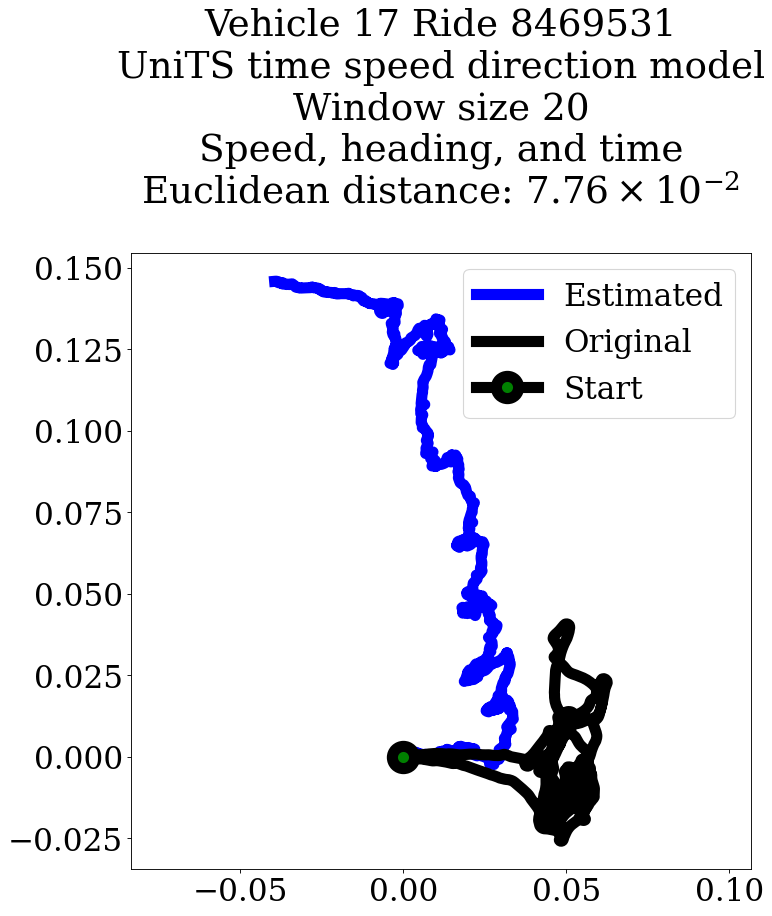 Vehicle 17 Ride 8469531
UniTS time speed direction model
Window size 20
Speed, heading, and time
Euclidean distance: 7.76 × 10⁻²
Estimated
Original
Start
0.150
0.125
0.100
0.075
0.050
0.025
0.000
−0.025
−0.05 0.00 0.05 0.10